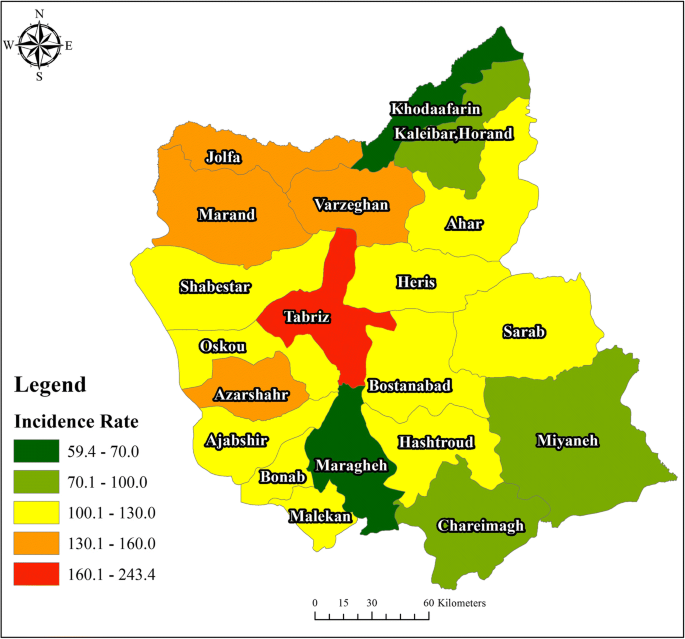 N
W
E
S
Khodaafarin
Kaleibar,Horand
Jolfa
Varzeghan
Marand
Ahar
Heris
Shabestar
Tabriz
Sarab
Oskou
Bostanabad
Azarshahr
Ajabshir
Hashtroud
Miyaneh
Maragheh
Bonab
Malekan
Chareimagh
Legend
Incidence Rate
59.4 - 70.0
70.1 - 100.0
100.1 - 130.0
130.1 - 160.0
160.1 - 243.4
0 15 30 60 Kilometers